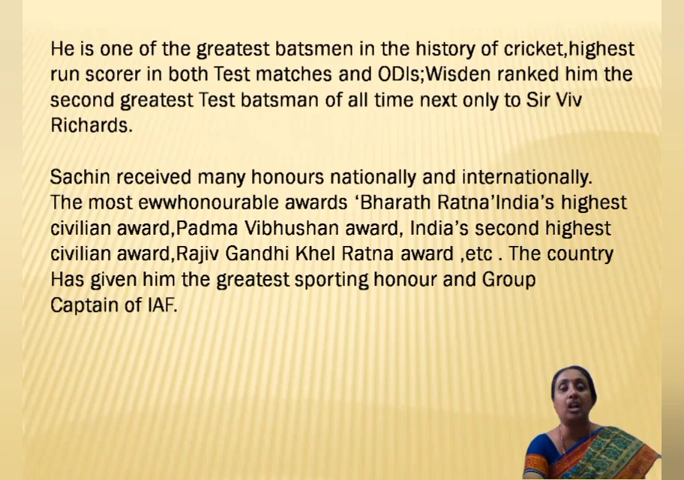 He is one of the greatest batsmen in the history of cricket,highest
run scorer in both Test matches and ODIs;Wisden ranked him the
second greatest Test batsman of all time next only to Sir Viv
Richards.
Sachin received many honours nationally and internationally.
The most ewwhonourable awards ‘Bharath Ratna’India’s highest
civilian award,Padma Vibhushan award, India’s second highest
civilian award,Rajiv Gandhi Khel Ratna award ,etc . The country
Has given him the greatest sporting honour and Group
Captain of IAF.